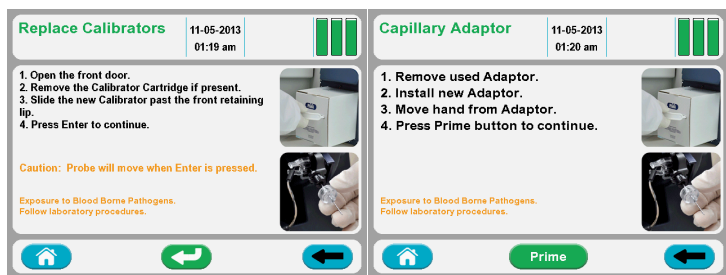 Replace Calibrators
11-05-2013
01:19 am
1. Open the front door.
2. Remove the Calibrator Cartridge if present.
3. Slide the new Calibrator past the front retaining
lip.
4. Press Enter to continue.
Caution: Probe will move when Enter is pressed.
Exposure to Blood Borne Pathogens.
Follow laboratory procedures.
Capillary Adaptor
11-05-2013
01:20 am
1. Remove used Adaptor.
2. Install new Adaptor.
3. Move hand from Adaptor.
4. Press Prime button to continue.
Exposure to Blood Borne Pathogens.
Follow laboratory procedures.
Prime